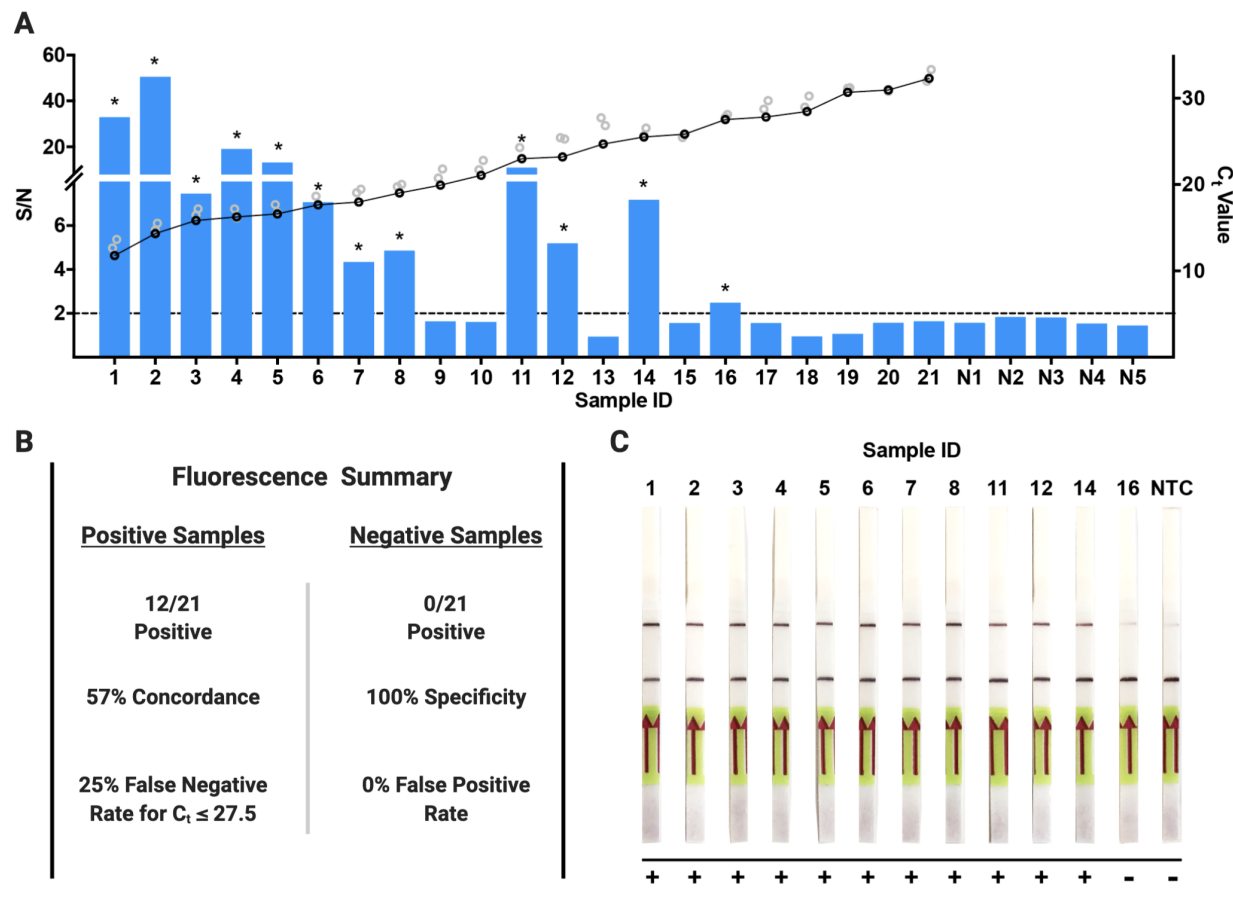 A
60
40
20
6
4
2
S/N
30
20
10
Ct Value
* * * * * * * * * * * *
1 2 3 4 5 6 7 8 9 10 11 12 13 14 15 16 17 18 19 20 21 N1 N2 N3 N4 N5
Sample ID
B
Fluorescence Summary
Positive Samples
Negative Samples
12/21
Positive
0/21
Positive
57% Concordance
100% Specificity
25% False Negative
Rate for Ct ≤ 27.5
0% False Positive
Rate
C
Sample ID
1 2 3 4 5 6 7 8 11 12 14 16 NTC
+ + + + + + + + + + + - -